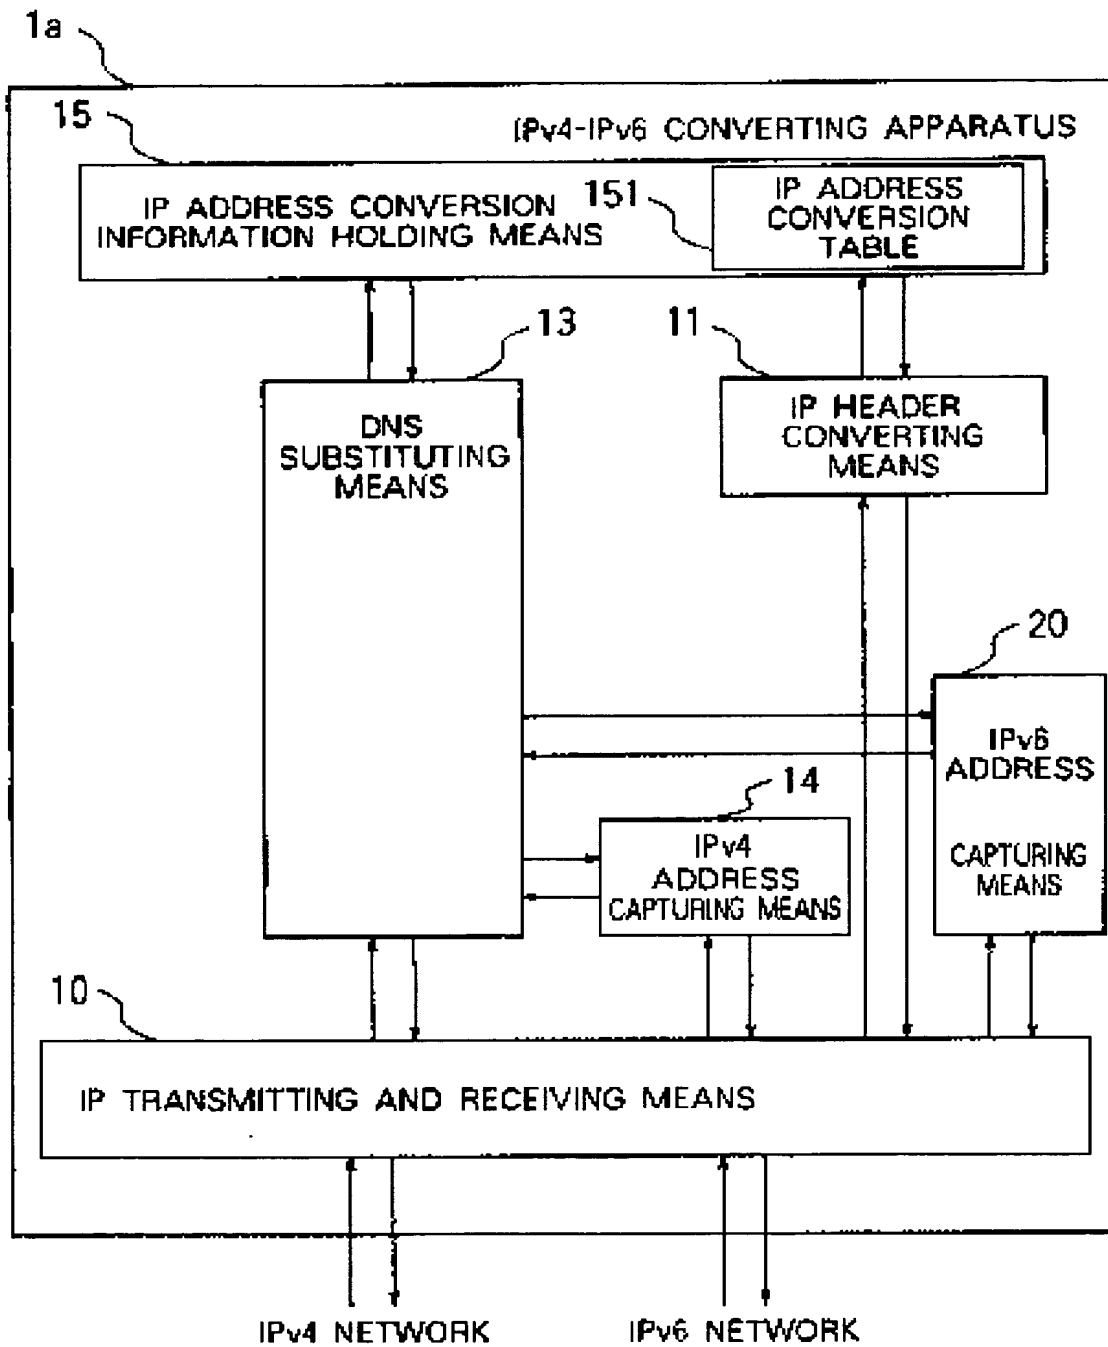 1a
15
IPv4-IPv6 CONVERTING APPARATUS
IP ADDRESS CONVERSION
INFORMATION HOLDING MEANS
151
IP ADDRESS
CONVERSION
TABLE
13
11
DNS
SUBSTITUTING
MEANS
IP HEADER
CONVERTING
MEANS
20
IPv6
ADDRESS
CAPTURING
MEANS
14
IPv4
ADDRESS
CAPTURING MEANS
10
IP TRANSMITTING AND RECEIVING MEANS
IPv4 NETWORK
IPv6 NETWORK